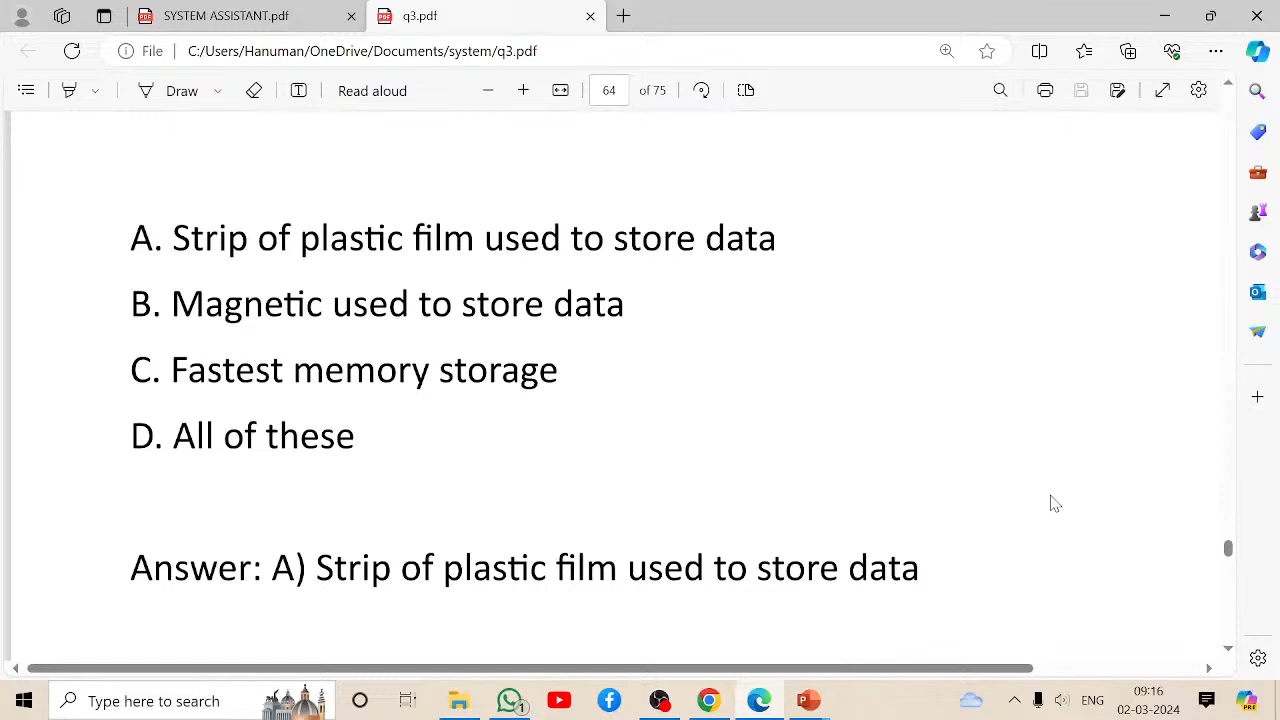 SYSTEM ASSISTANT.pdf
q3.pdf
File
C:/Users/Hanuman/OneDrive/Documents/system/q3.pdf
Draw
Read aloud
64
of 75
A. Strip of plastic film used to store data
B. Magnetic used to store data
C. Fastest memory storage
D. All of these
Answer: A) Strip of plastic film used to store data
Type here to search
1
ENG
00:16
02-03-2024